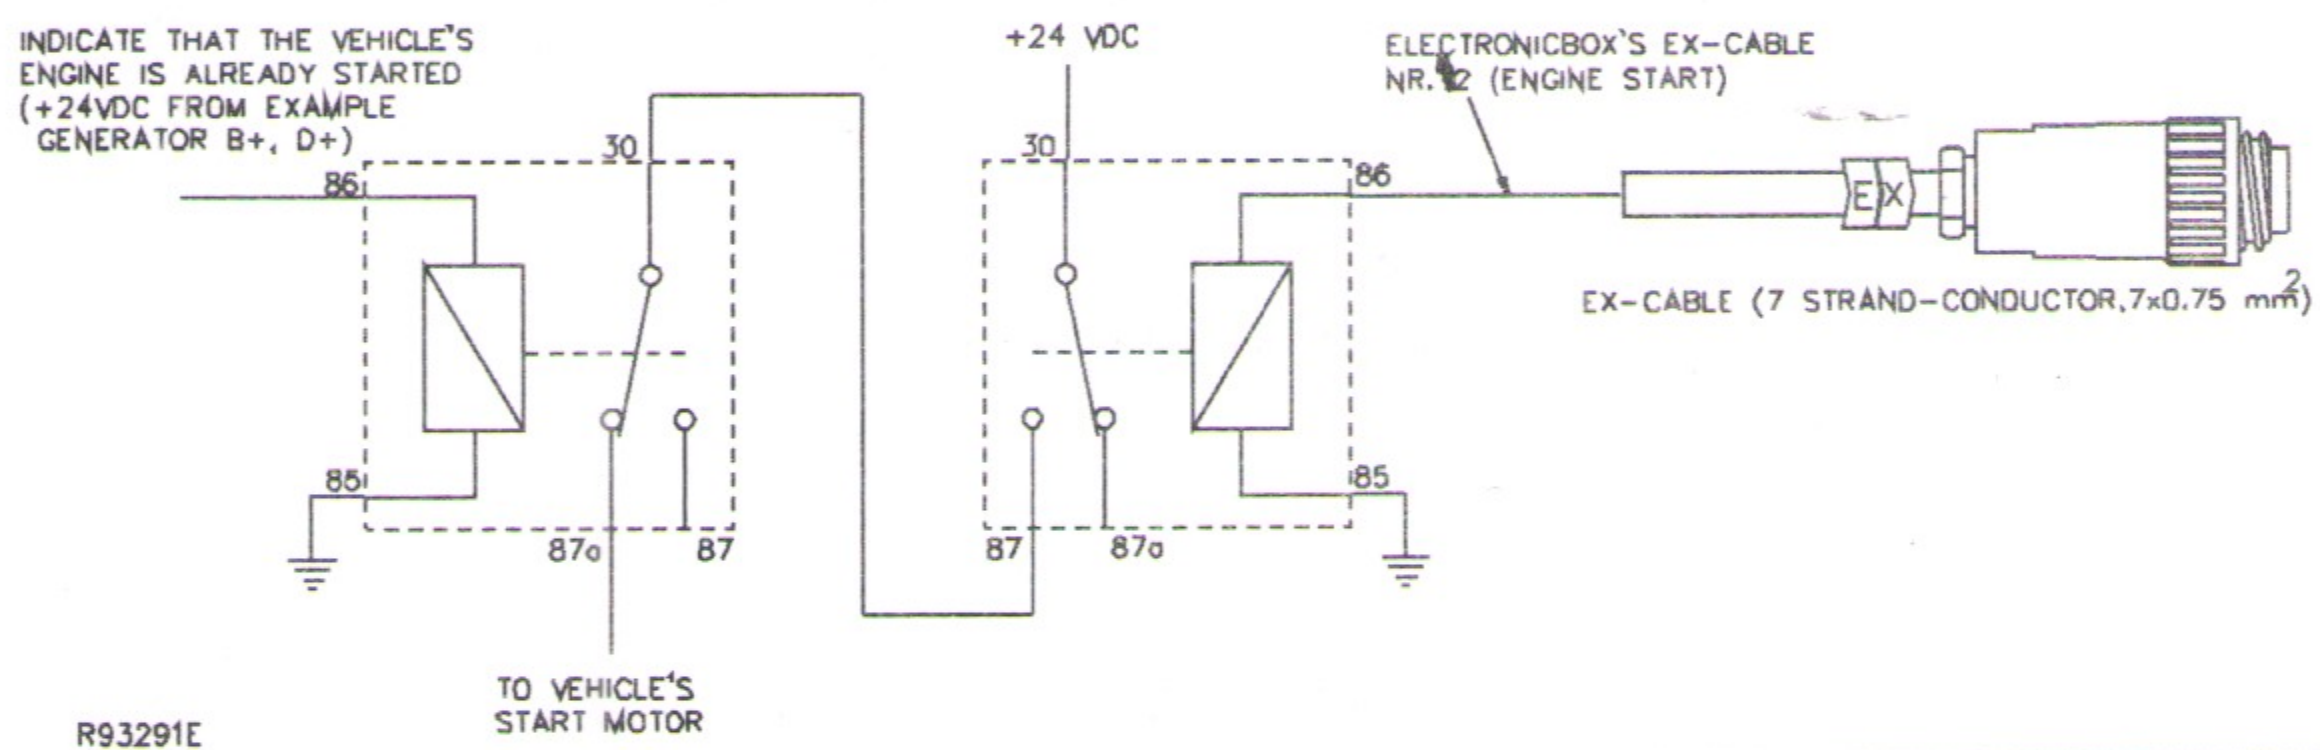 INDICATE THAT THE VEHICLE'S
ENGINE IS ALREADY STARTED
(+24VDC FROM EXAMPLE
GENERATOR B+, D+)
+24 VDC
ELECTRONICBOX'S EX-CABLE
NR. 2 (ENGINE START)
30
86
85
87a
87
30
86
85
87
87a
EX
EX-CABLE (7 STRAND-CONDUCTOR,7x0.75 mm²)
TO VEHICLE'S
START MOTOR
R93291E